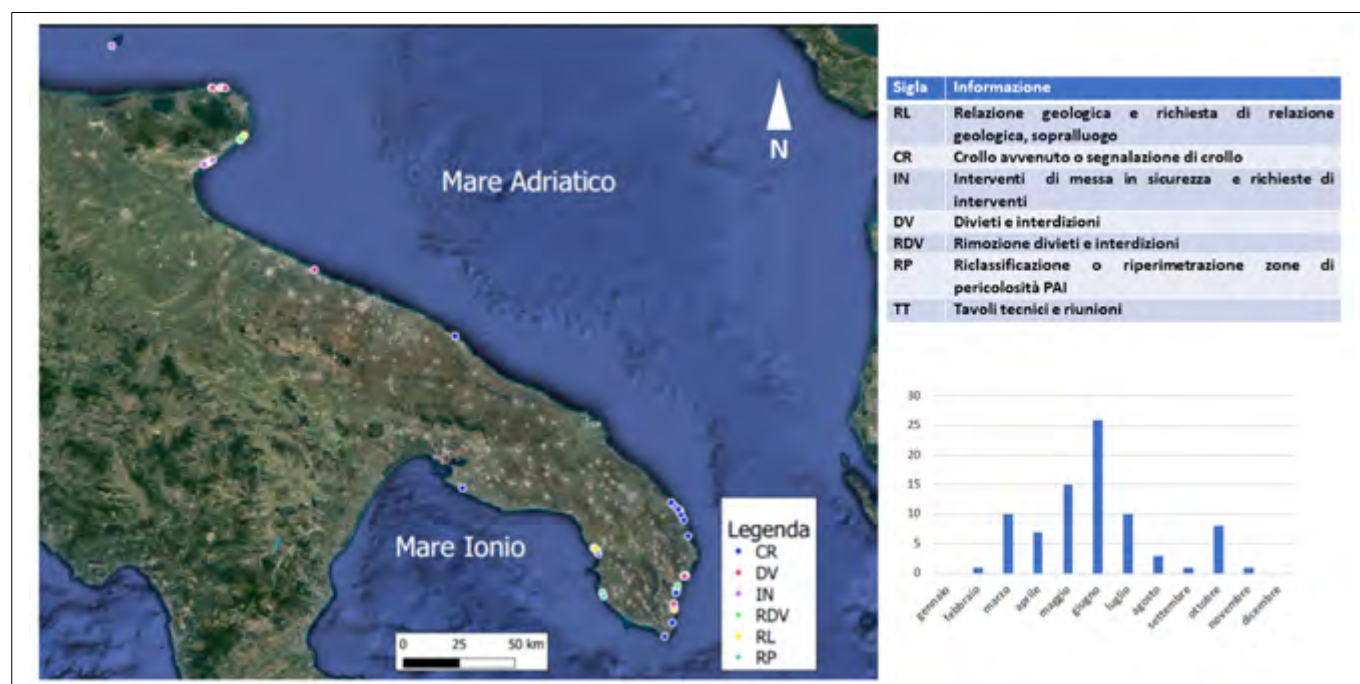 Mare Adriatico
N
Mare Ionio
0 25 50 km
Legenda
CR
DV
IN
RDV
RL
RP
Sigla Informazione
RL Relazione geologica e richiesta di relazione
geologica, sopralluogo
CR Crollo avvenuto o segnalazione di crollo
IN Interventi di messa in sicurezza e richieste di
interventi
DV Divieti e interdizioni
RDV Rimozione divieti e interdizioni
RP Riclassificazione o riperimetrazione zone di
pericolosità PAI
TT Tavoli tecnici e riunioni
30
25
20
15
10
5
0
gennaio
febbraio
marzo
aprile
maggio
giugno
luglio
agosto
settembre
ottobre
novembre
dicembre